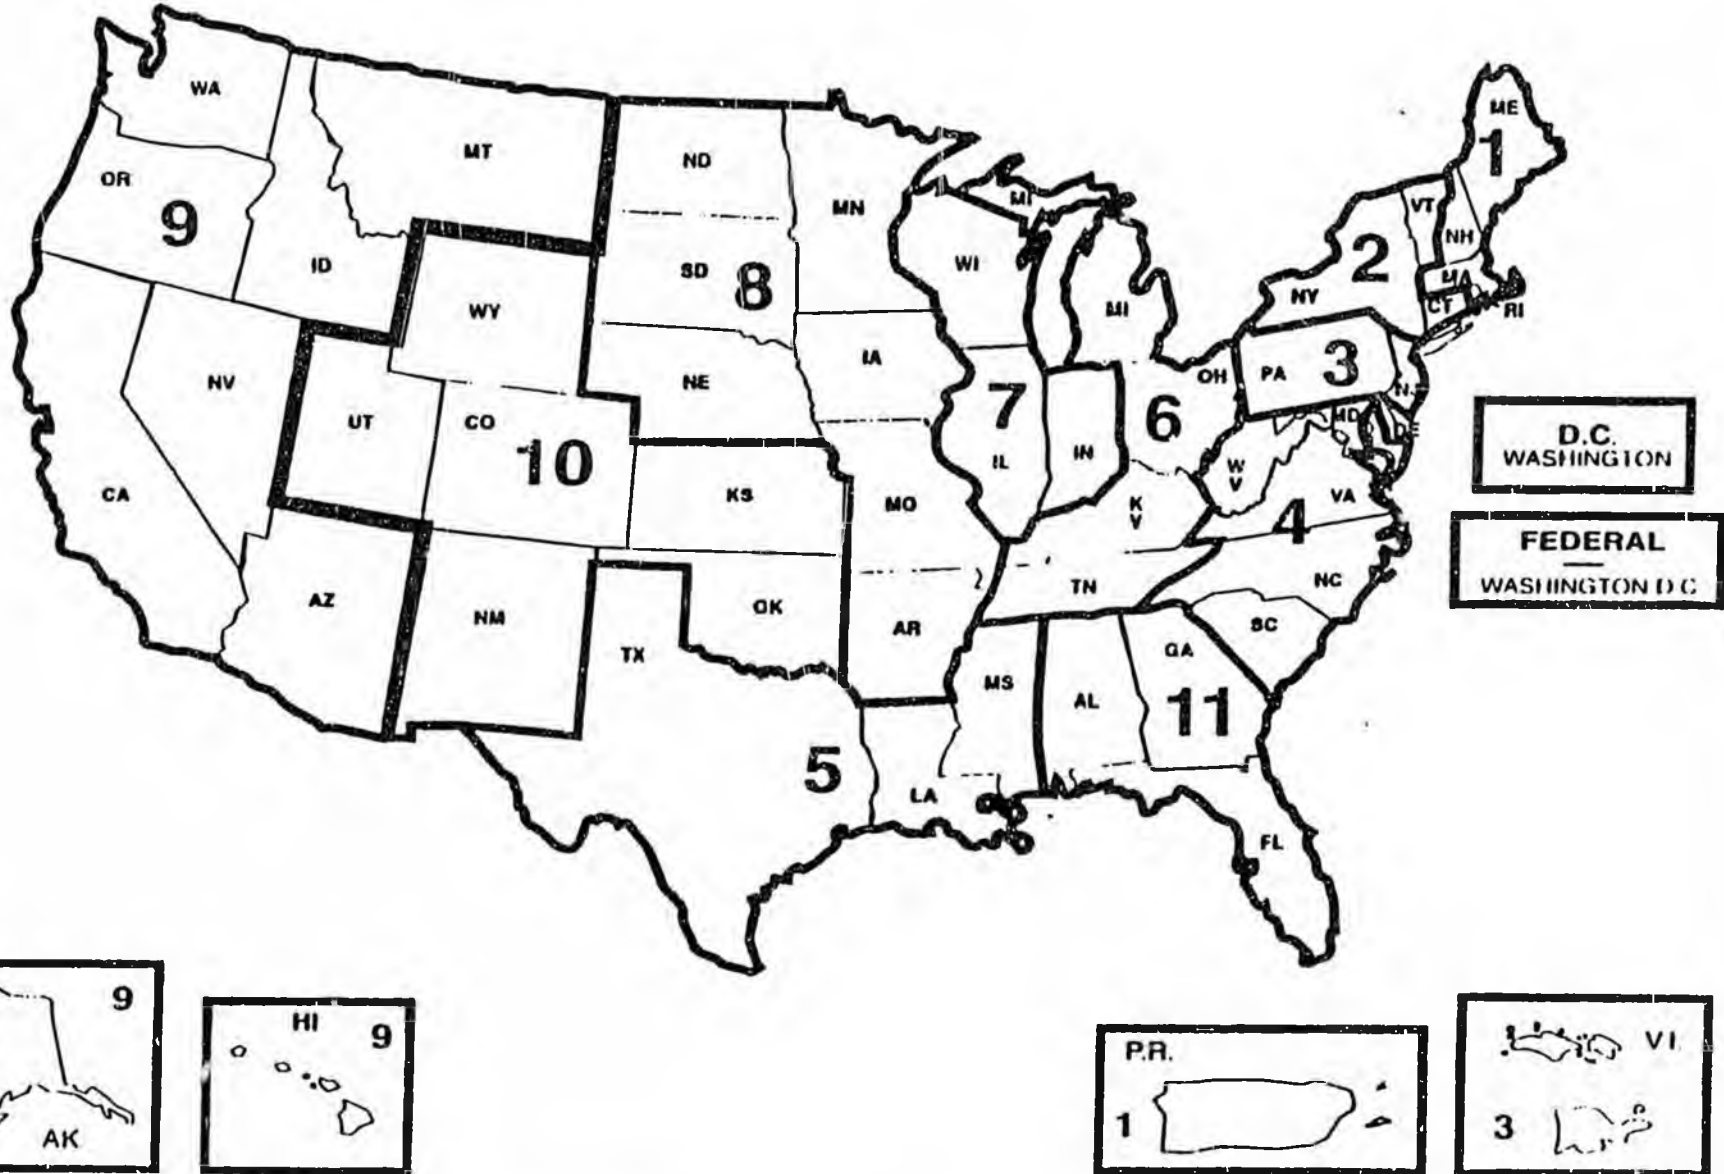 WA
MT
ND
MN
ME
1
OR
9
ID
SD
8
WI
MI
MI
VT
NH
2
NY
MA
CT
RI
WY
IA
NE
7
OH
PA
3
NV
UT
CO
10
6
MD
D.C.
WASHINGTON
CA
KS
MO
IL
IN
W
V
K
V
VA
4
FEDERAL
WASHINGTON D C
AZ
NM
OK
TX
AR
TN
NC
SC
GA
MS
AL
11
5
LA
FL
9
AK
HI
9
P.R.
1
VI
3